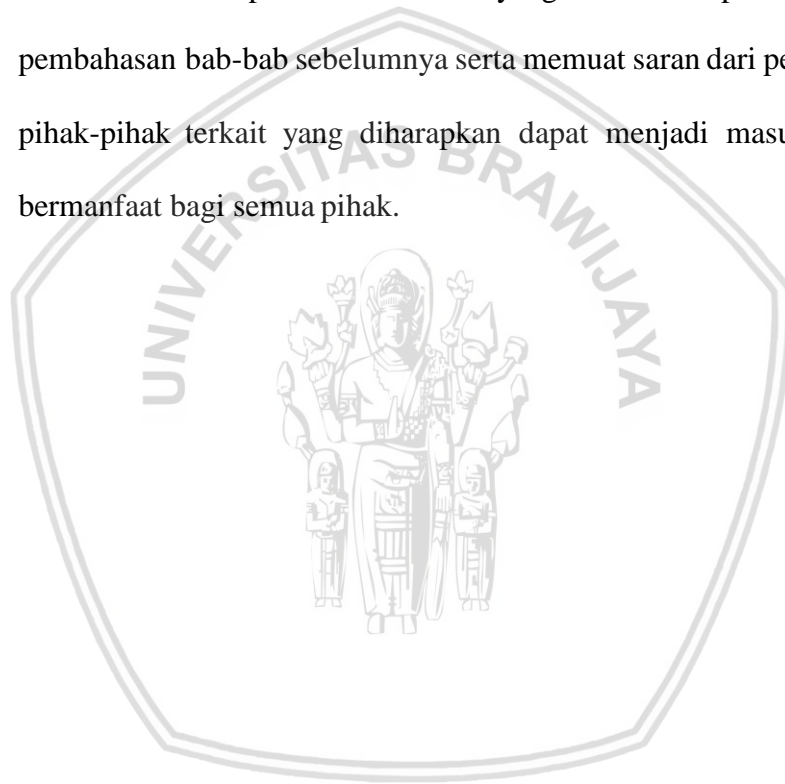 pembahasan bab-bab sebelumnya serta memuat saran dari
pihak-pihak terkait yang diharapkan dapat menjadi
bermanfaat bagi semua pihak.
UNIVERSITAS BRAWIJAYA